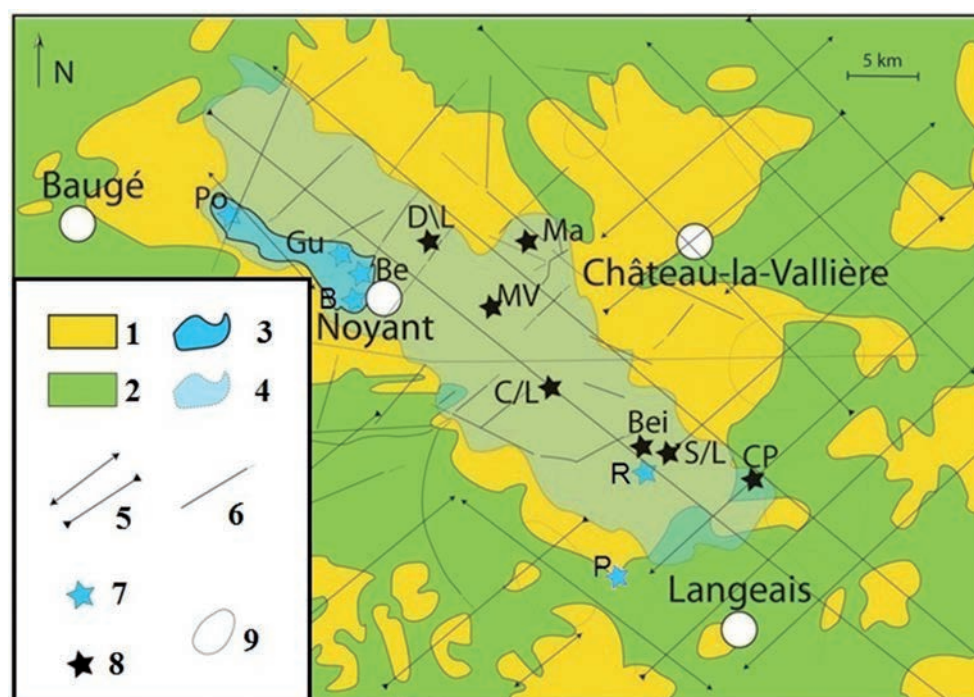 N
5 km
Baugé
Po
D\L
Ma
Gu
Be
Château-la-Vallière
B.
MV
Noyant
C/L
Bei
S/L
CP
R
P
Langeais
1
3
2
4
5
6
7
8
9